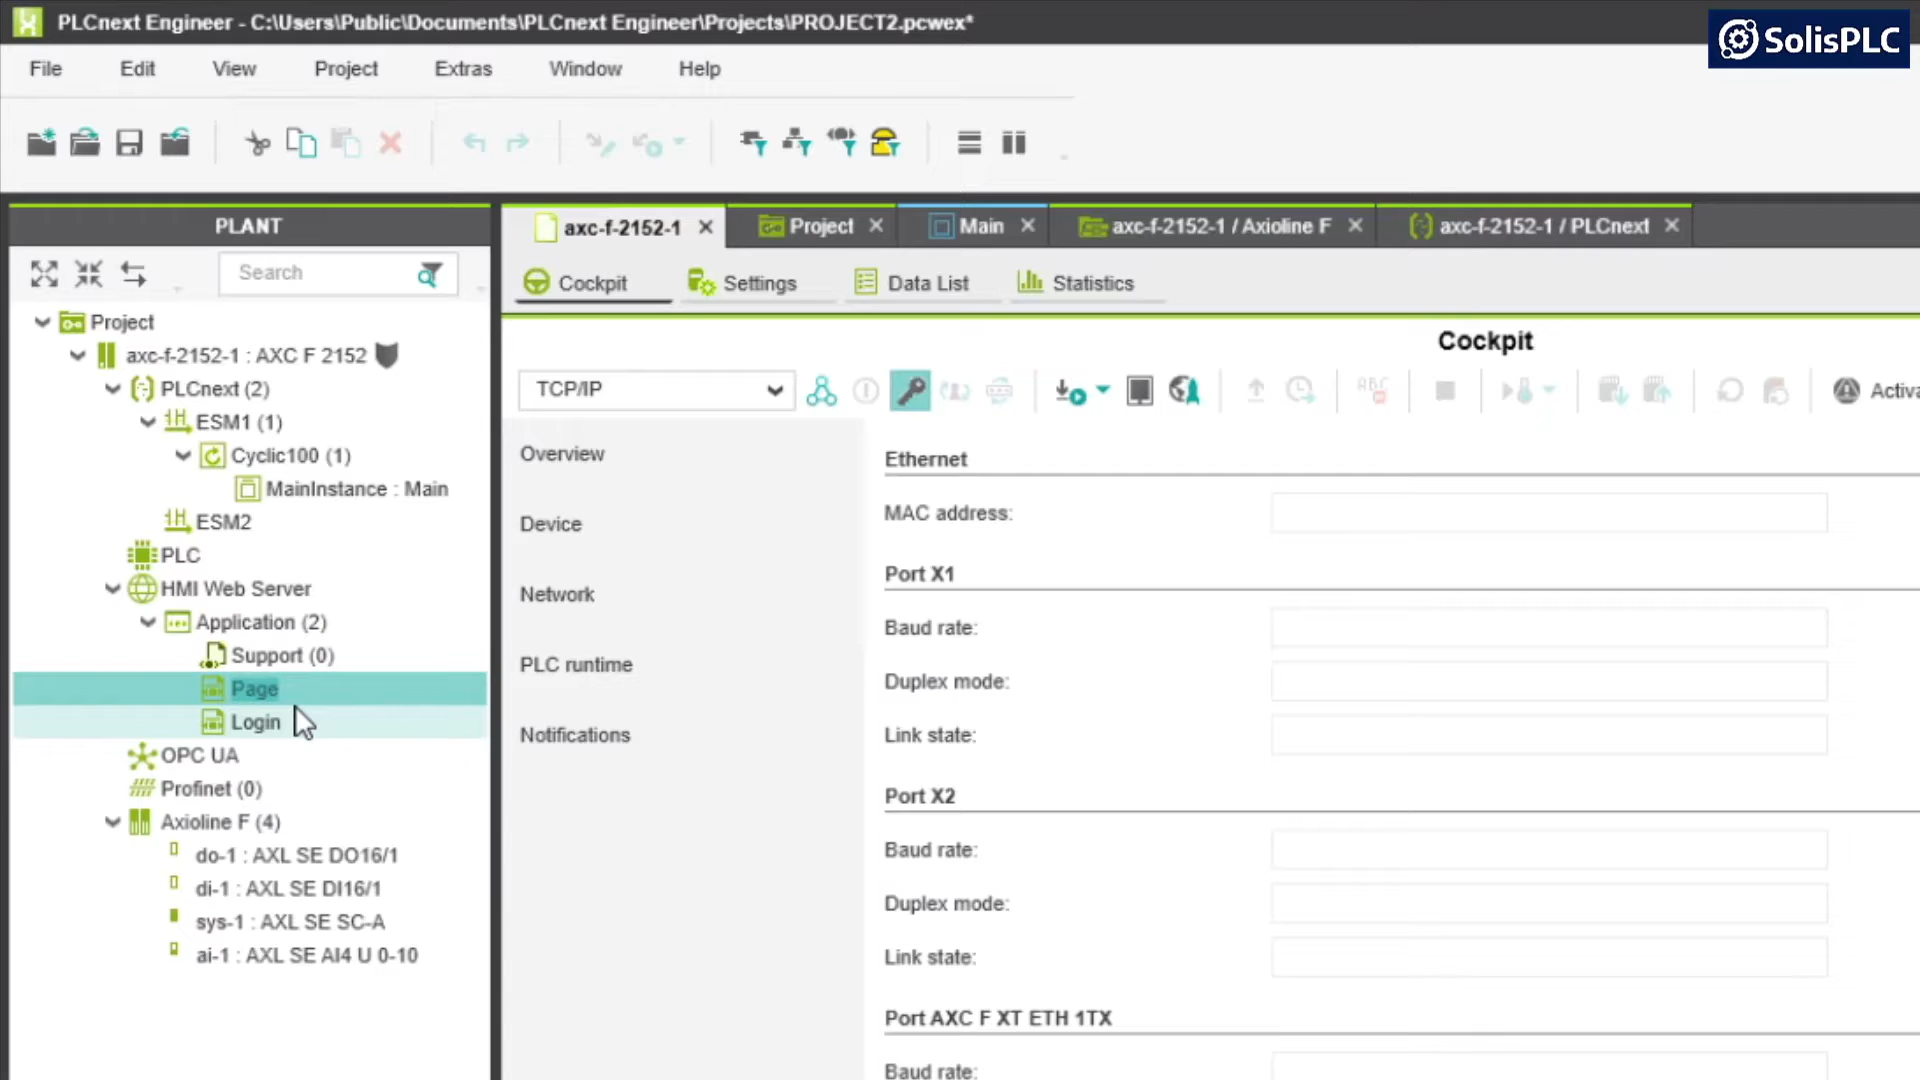 PLCnext Engineer - C:\Users\Public\Documents\PLCnext Engineer\Projects\PROJECT2.pcwex*
SolisPLC
File Edit View Project Extras Window Help
PLANT
axc-f-2152-1 Project Main axc-f-2152-1 / Axioline F axc-f-2152-1 / PLCnext
Search
Cockpit Settings Data List Statistics
Project
axc-f-2152-1 : AXC F 2152
PLCnext (2)
ESM1 (1)
Cyclic100 (1)
MainInstance : Main
ESM2
PLC
HMI Web Server
Application (2)
Support (0)
Page
Login
OPC UA
Profinet (0)
Axioline F (4)
do-1 : AXL SE DO16/1
di-1 : AXL SE DI16/1
sys-1 : AXL SE SC-A
ai-1 : AXL SE AI4 U 0-10
Cockpit
TCP/IP
ABC
Activa
Overview
Device
Network
PLC runtime
Notifications
Ethernet
MAC address:
Port X1
Baud rate:
Duplex mode:
Link state:
Port X2
Baud rate:
Duplex mode:
Link state:
Port AXC F XT ETH 1TX
Baud rate: